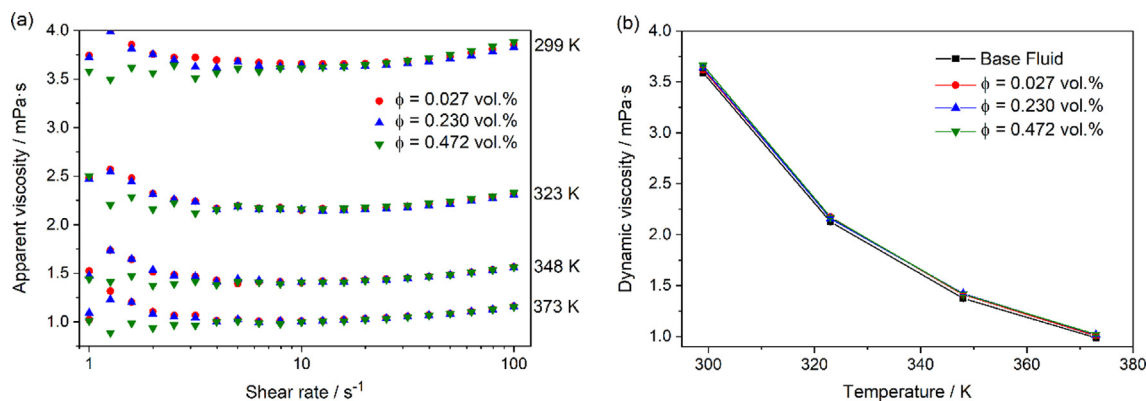 (a)
Apparent viscosity / mPa·s
4.0
3.5
3.0
2.5
2.0
1.5
1.0
299 K
ϕ = 0.027 vol.%
ϕ = 0.230 vol.%
ϕ = 0.472 vol.%
323 K
348 K
373 K
1
10
100
Shear rate / s⁻¹
(b)
Dynamic viscosity / mPa·s
4.0
3.5
3.0
2.5
2.0
1.5
1.0
Base Fluid
ϕ = 0.027 vol.%
ϕ = 0.230 vol.%
ϕ = 0.472 vol.%
300 320 340 360 380
Temperature / K